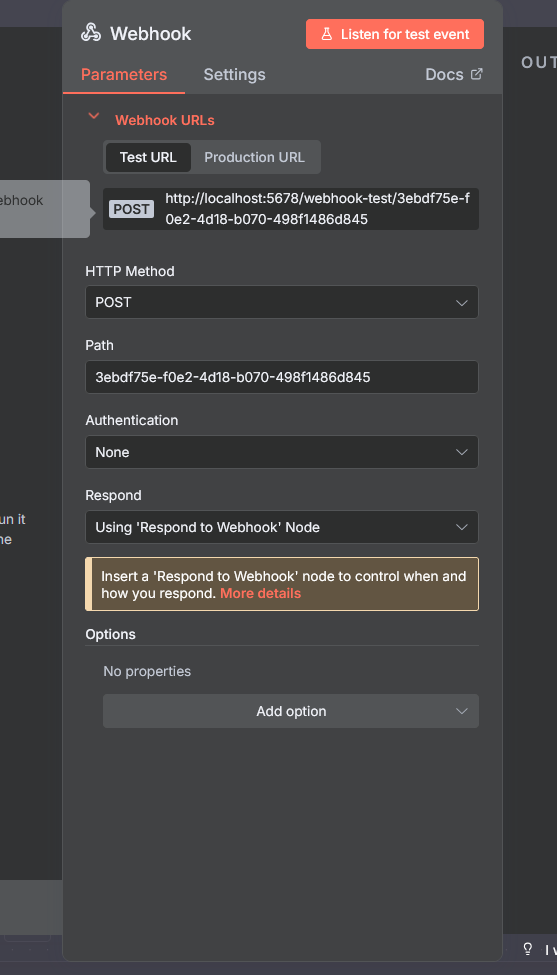 Webhook
Listen for test event
OUT
Parameters
Settings
Docs
Webhook URLs
Test URL
Production URL
ebhook
POST
http://localhost:5678/webhook-test/3ebdf75e-f
0e2-4d18-b070-498f1486d845
HTTP Method
POST
Path
3ebdf75e-f0e2-4d18-b070-498f1486d845
Authentication
None
Respond
Using 'Respond to Webhook' Node
un it
ne
Insert a 'Respond to Webhook' node to control when and
how you respond. More details
Options
No properties
Add option
I w